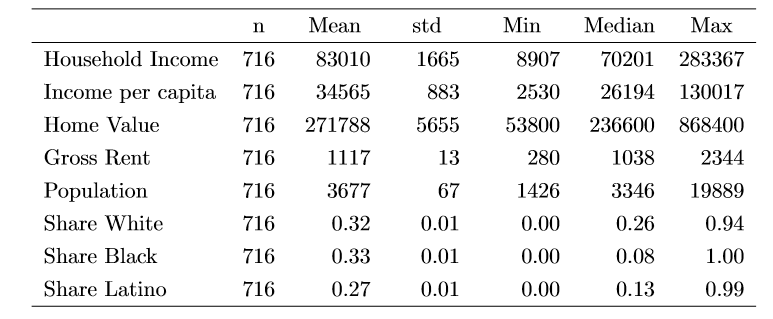 n Mean std Min Median Max
Household Income 716 83010 1665 8907 70201 283367
Income per capita 716 34565 883 2530 26194 130017
Home Value 716 271788 5655 53800 236600 868400
Gross Rent 716 1117 13 280 1038 2344
Population 716 3677 67 1426 3346 19889
Share White 716 0.32 0.01 0.00 0.26 0.94
Share Black 716 0.33 0.01 0.00 0.08 1.00
Share Latino 716 0.27 0.01 0.00 0.13 0.99